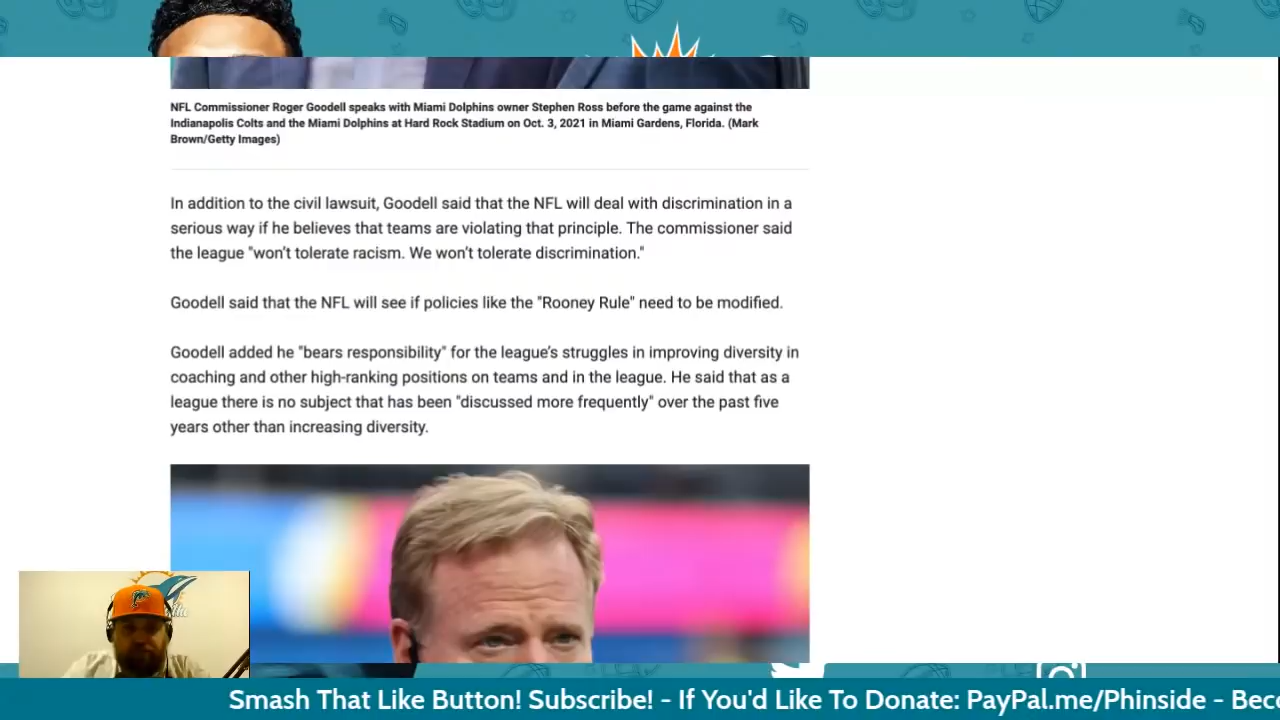 NFL Commissioner Roger Goodell speaks with Miami Dolphins owner Stephen Ross before the game against the
Indianapolis Colts and the Miami Dolphins at Hard Rock Stadium on Oct. 3, 2021 in Miami Gardens, Florida. (Mark
Brown/Getty Images)
In addition to the civil lawsuit, Goodell said that the NFL will deal with discrimination in a
serious way if he believes that teams are violating that principle. The commissioner said
the league "won't tolerate racism. We won't tolerate discrimination."
Goodell said that the NFL will see if policies like the "Rooney Rule" need to be modified.
Goodell added he "bears responsibility" for the league's struggles in improving diversity in
coaching and other high-ranking positions on teams and in the league. He said that as a
league there is no subject that has been "discussed more frequently" over the past five
years other than increasing diversity.
Smash That Like Button! Subscribe! - If You'd Like To Donate: PayPal.me/Phinside - Beco